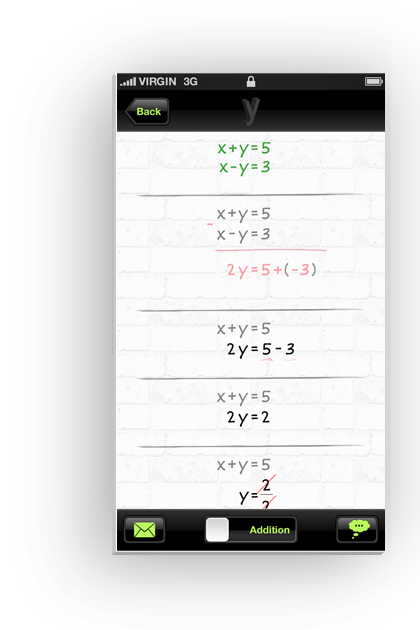 VIRGIN 3G
Back
y
x+y=5
x-y=3
x+y=5
- x-y=3
2y=5+(-3)
x+y=5
2y=5-3
x+y=5
2y=2
x+y=5
y=2/2
Addition